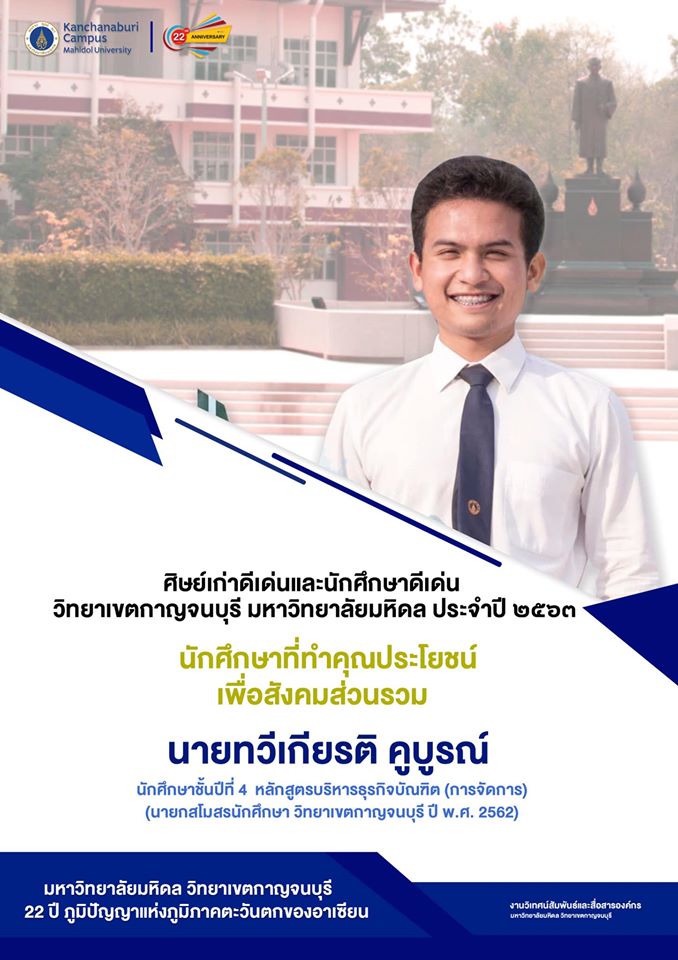 Kanchanaburi
Campus
Mahidol University
22 ANNIVERSARY
ศิษย์เก่าดีเด่นและนักศึกษาดีเด่น
วิทยาเขตกาญจนบุรี มหาวิทยาลัยมหิดล ประจำปี ๒๕๖๓
นักศึกษาที่ทำคุณประโยชน์
เพื่อสังคมส่วนรวม
นายทวีเกียรติ คูบูรณ์
นักศึกษาชั้นปีที่ 4 หลักสูตรบริหารธุรกิจบัณฑิต (การจัดการ)
(นายกสโมสรนักศึกษา วิทยาเขตกาญจนบุรี ปี พ.ศ. 2562)
มหาวิทยาลัยมหิดล วิทยาเขตกาญจนบุรี
22 ปี ภูมิปัญญาแห่งภูมิภาคตะวันตกของอาเซียน
งานวิเทศสัมพันธ์และสื่อสารองค์กร
มหาวิทยาลัยมหิดล วิทยาเขตกาญจนบุรี